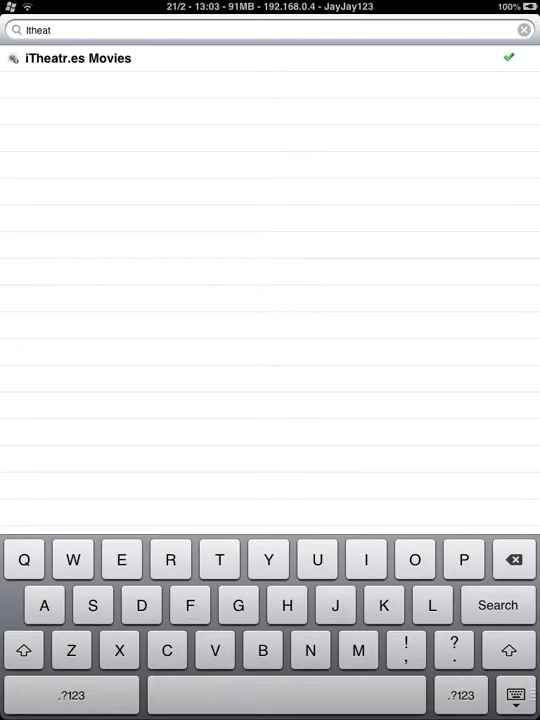 21/2 - 13:03 - 91MB - 192.168.0.4 - JayJay123
100%
Itheat
iTheatr.es Movies
Q W E R T Y U I O P
A S D F G H J K L Search
Z X C V B N M ! , ? .
.?123 .?123